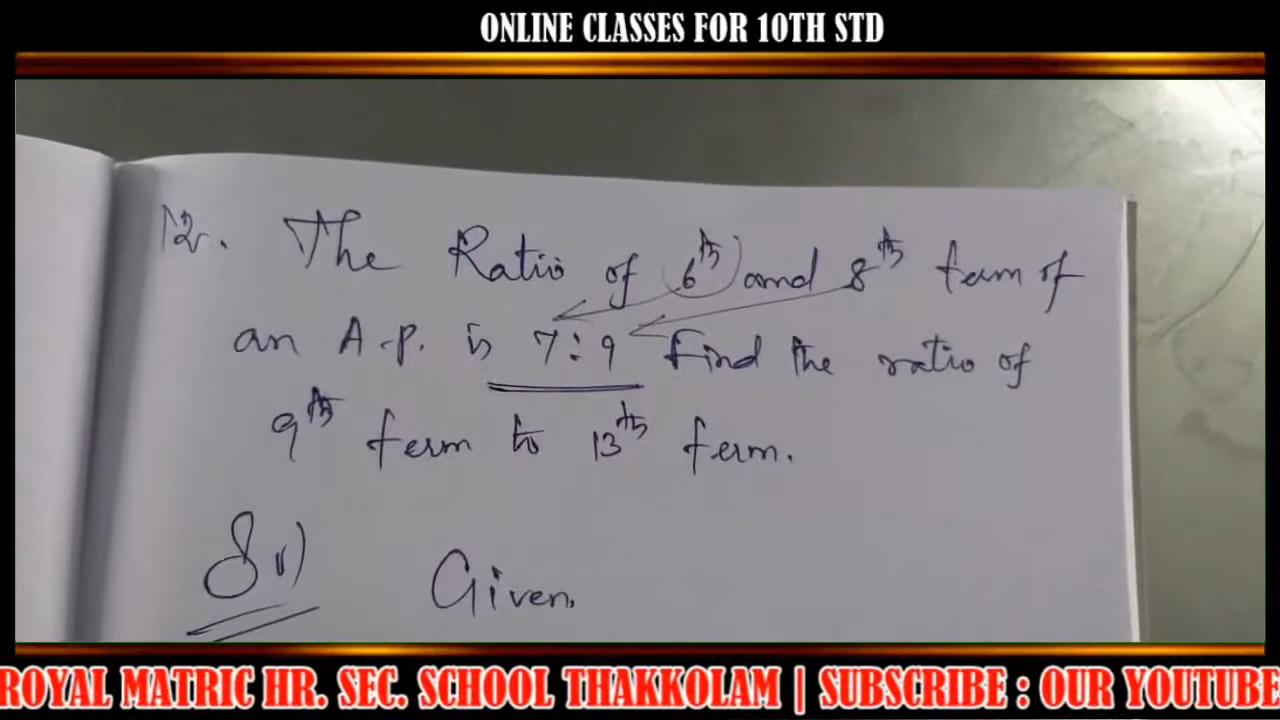 ONLINE CLASSES FOR 10TH STD
12. The Ratio of 6th and 8th term of
an A.P. is 7:9 find the ratio of
9th term to 13th term.
Sol)
Given,
ROYAL MATRIC HR. SEC. SCHOOL THAKKOLAM | SUBSCRIBE : OUR YOUTUBE